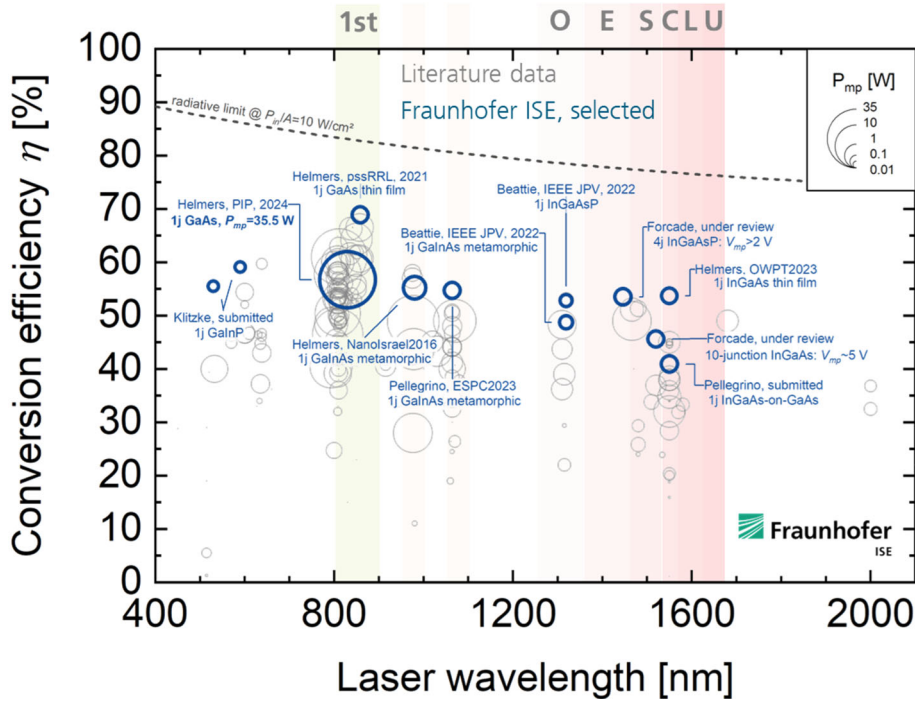 1st O E S C L U
Conversion efficiency η [%]
100
90
80
70
60
50
40
30
20
10
0
400 800 1200 1600 2000
Laser wavelength [nm]
Literature data
Fraunhofer ISE, selected
radiative limit @ Pin/A=10 W/cm²
Pmp [W]
35
10
1
0.1
0.01
Helmers, pssRRL, 2021
1j GaAs thin film
Helmers, PIP, 2024
1j GaAs, Pmp=35.5 W
Klitzke, submitted
1j GaInP
Helmers, NanoIsrael2016
1j GaInAs metamorphic
Pellegrino, ESPC2023
1j GaInAs metamorphic
Beattie, IEEE JPV, 2022
1j InGaAsP
Beattie, IEEE JPV, 2022
1j GaInAs metamorphic
Forcade, under review
4j InGaAsP: Vmp>2 V
Helmers, OWPT2023
1j InGaAs thin film
Forcade, under review
10-junction InGaAs: Vmp~5 V
Pellegrino, submitted
1j InGaAs-on-GaAs
Fraunhofer
ISE